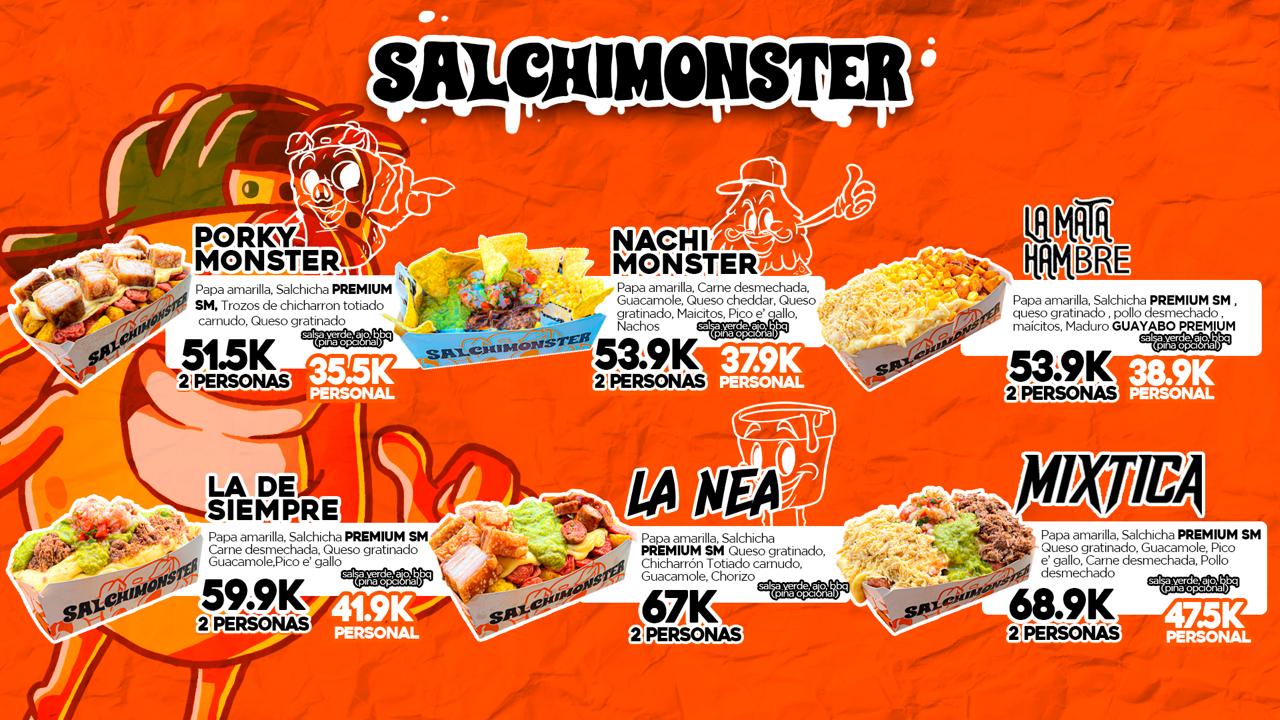 SALCHIMONSTER
PORKY
MONSTER
Papa amarilla, Salchicha PREMIUM
SM, Trozos de chicharron totiado
carnudo, Queso gratinado
salsa verde, ajo, bbq
(piña opcional)
51.5K
2 PERSONAS
35.5K
PERSONAL
SALCHIMONSTER
NACHI
MONSTER
Papa amarilla, Carne desmechada,
Guacamole, Queso cheddar, Queso
gratinado, Maicitos, Pico e' gallo,
Nachos
salsa verde, ajo, bbq
(piña opcional)
53.9K
2 PERSONAS
37.9K
PERSONAL
SALCHIMONSTER
LA MATA
HAMBRE
Papa amarilla, Salchicha PREMIUM SM ,
queso gratinado , pollo desmechado ,
maícitos, Maduro GUAYABO PREMIUM
salsa verde, ajo, bbq
(piña opcional)
53.9K
2 PERSONAS
38.9K
PERSONAL
SALCHIMONSTER
LA DE
SIEMPRE
Papa amarilla, Salchicha PREMIUM SM
Carne desmechada, Queso gratinado
Guacamole,Pico e' gallo
salsa verde, ajo, bbq
(piña opcional)
59.9K
2 PERSONAS
41.9K
PERSONAL
SALCHIMONSTER
LA NEA
Papa amarilla, Salchicha
PREMIUM SM Queso gratinado,
Chicharrón Totiado carnudo,
Guacamole, Chorizo
salsa verde, ajo, bbq
(piña opcional)
67K
2 PERSONAS
SALCHIMONSTER
MIXTICA
Papa amarilla, Salchicha PREMIUM SM
Queso gratinado, Guacamole, Pico
e' gallo, Carne desmechada, Pollo
desmechado
salsa verde, ajo, bbq
(piña opcional)
68.9K
2 PERSONAS
47.5K
PERSONAL
SALCHIMONSTER